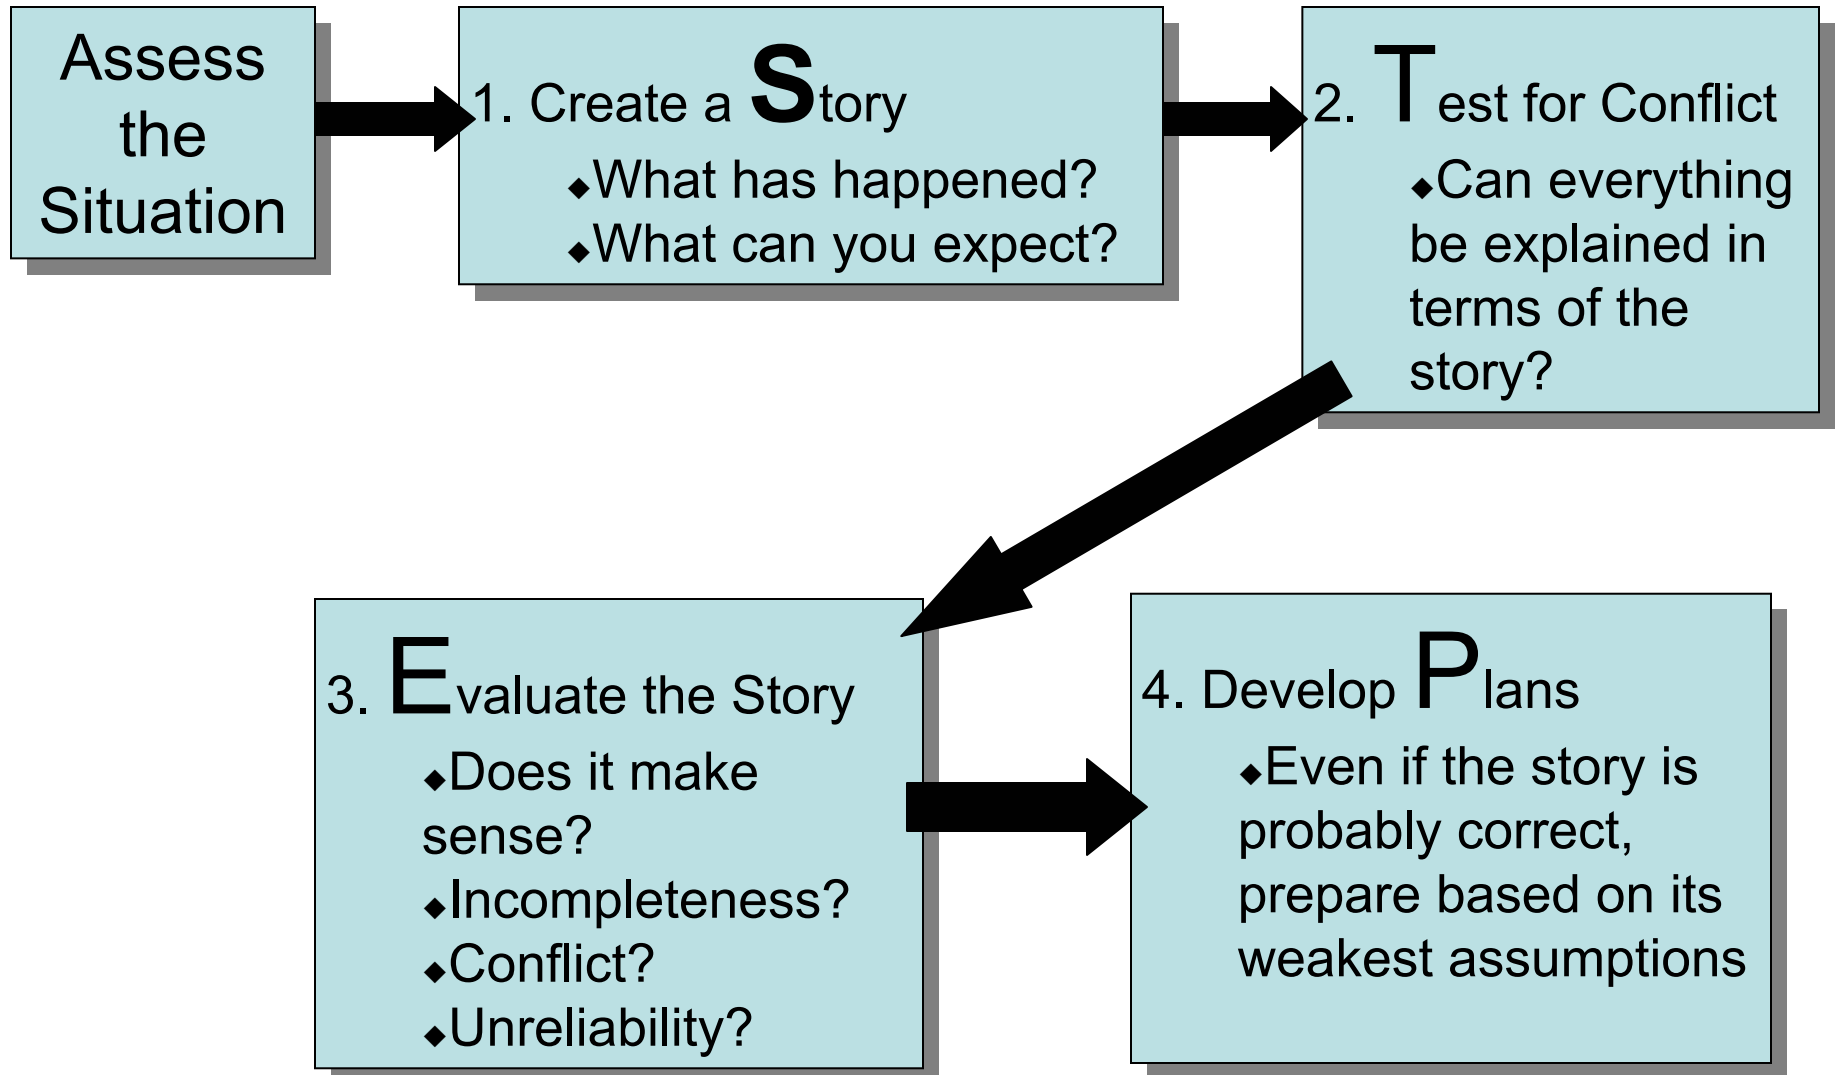 Assess
the
Situation
1. Create a Story
◆What has happened?
◆What can you expect?
2. Test for Conflict
◆Can everything
be explained in
terms of the
story?
3. Evaluate the Story
◆Does it make
sense?
◆Incompleteness?
◆Conflict?
◆Unreliability?
4. Develop Plans
◆Even if the story is
probably correct,
prepare based on its
weakest assumptions